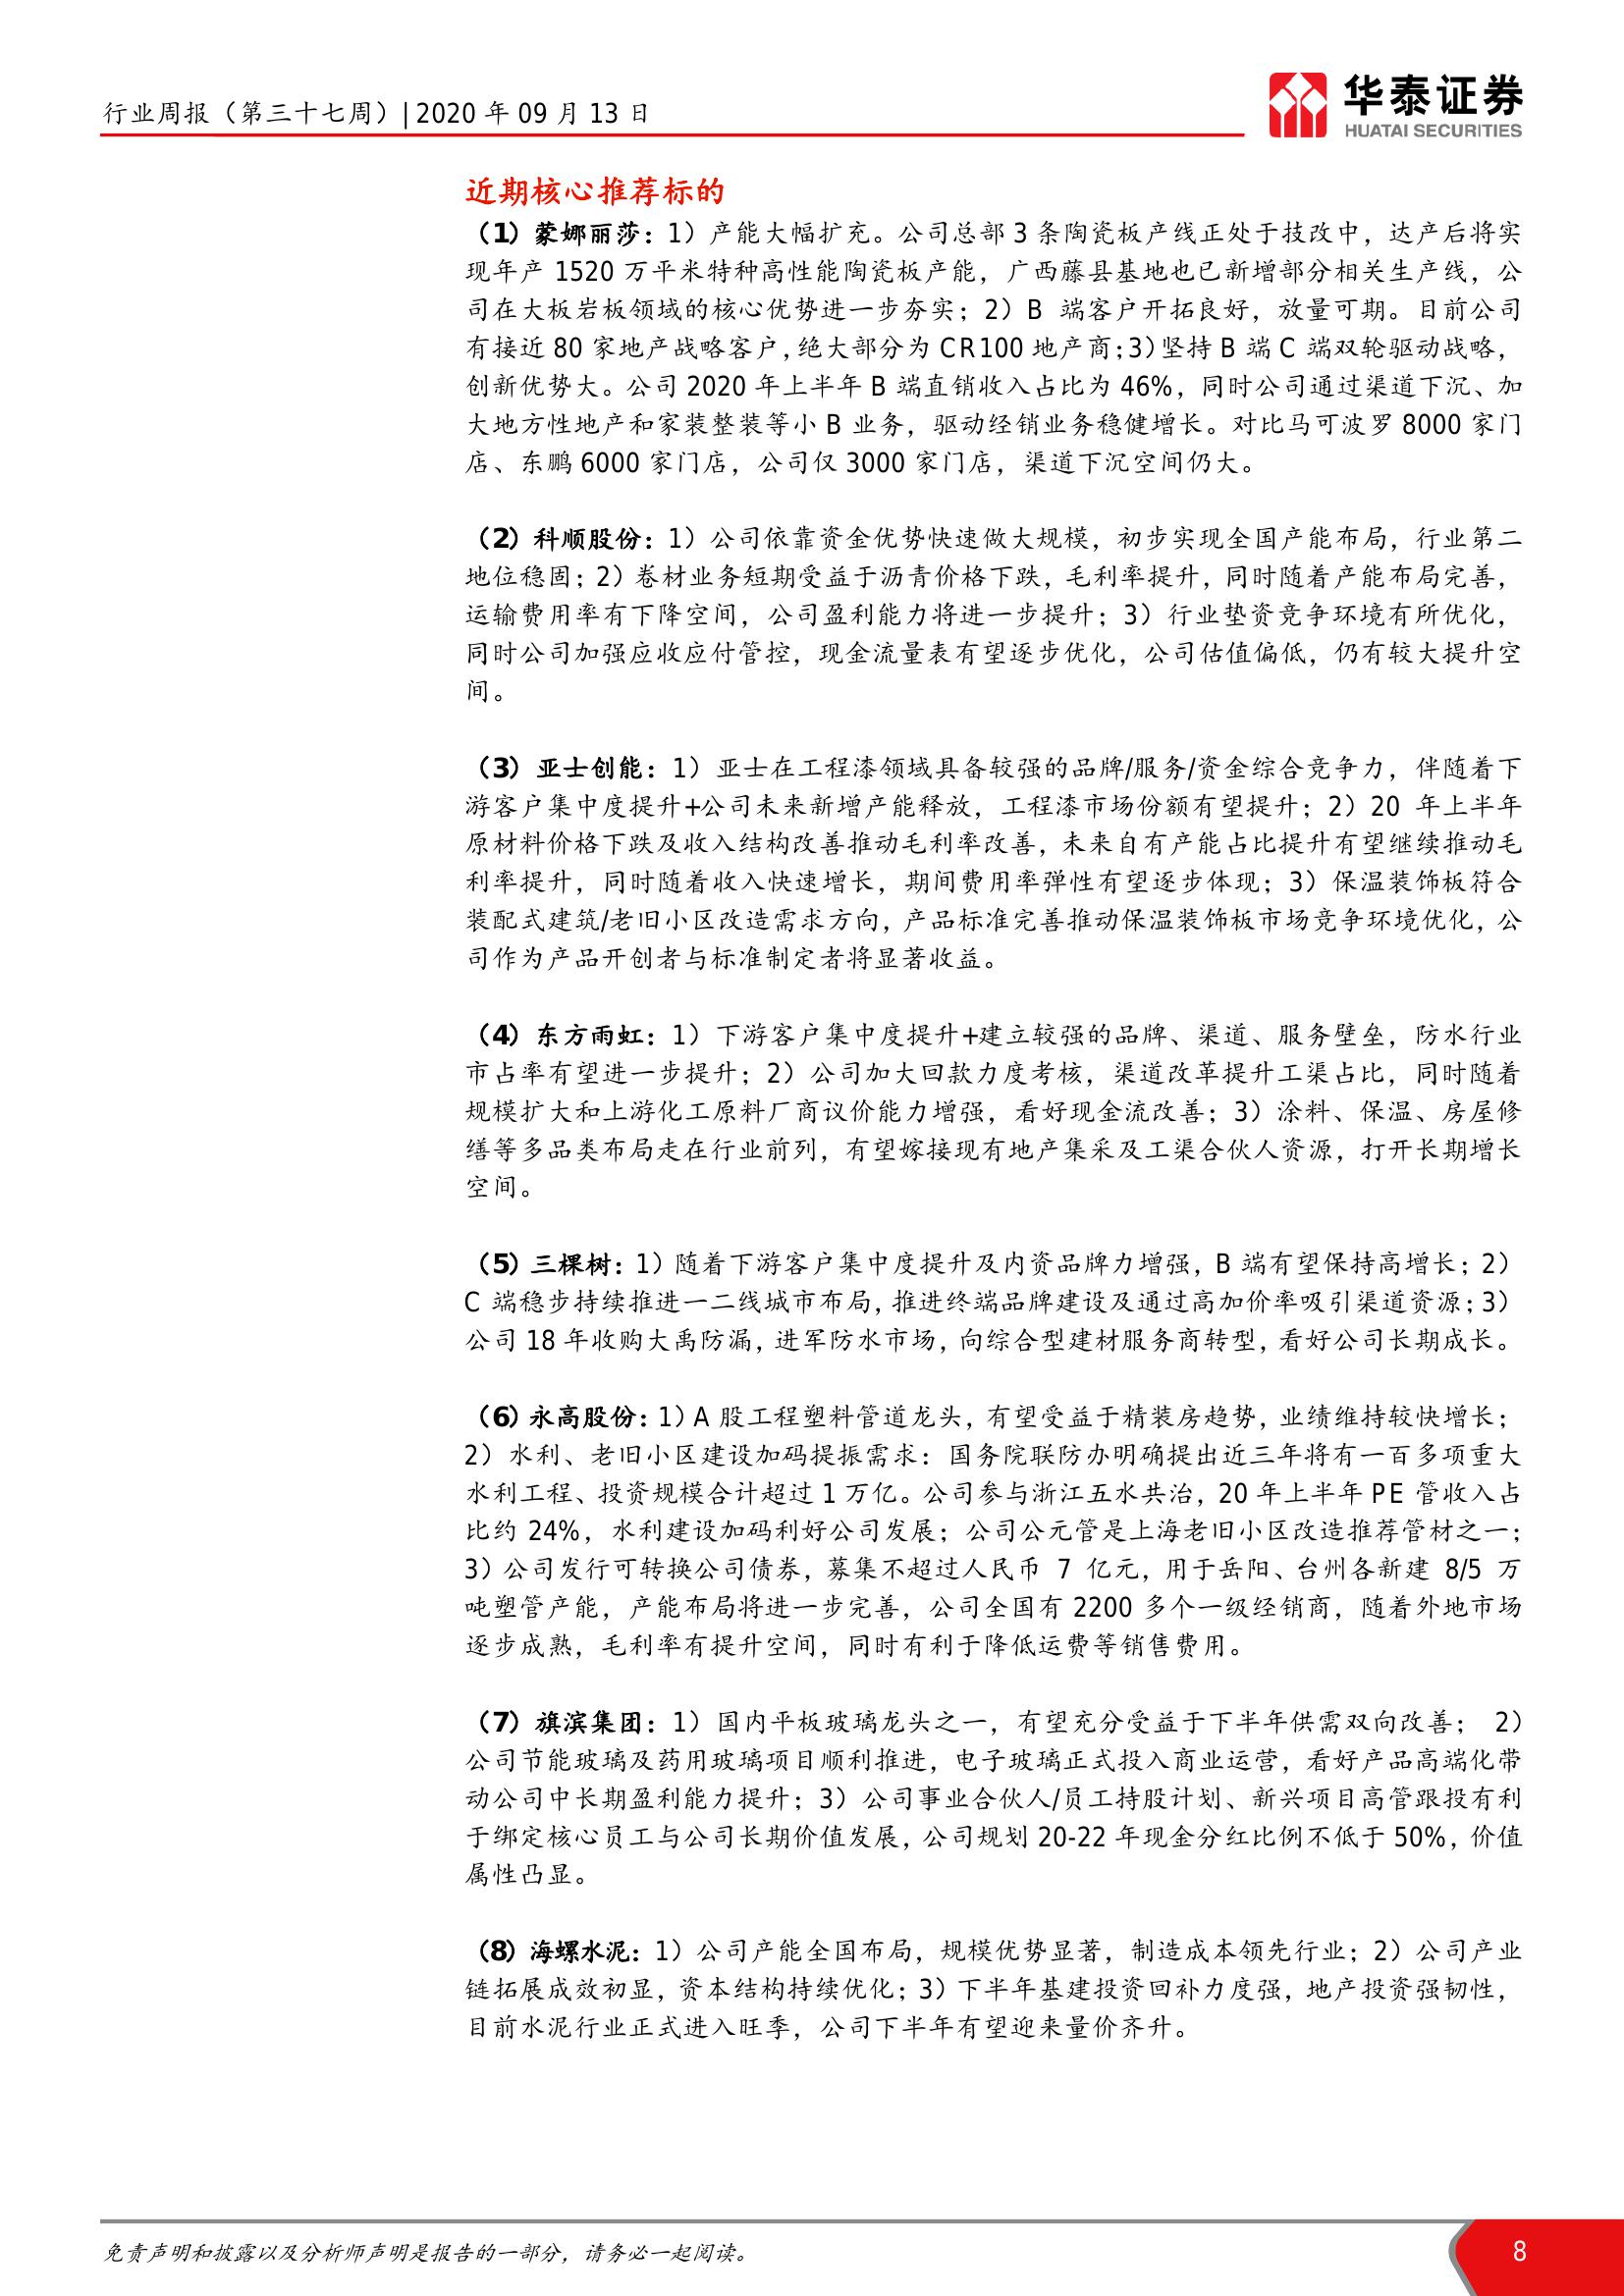 行业周报（第三十七周）| 2020 年 09 月 13 日
华泰证券
HUATAI SECURITIES
近期核心推荐标的
（1）蒙娜丽莎：1）产能大幅扩充。公司总部 3 条陶瓷板产线正处于技改中，达产后将实
现年产 1520 万平米特种高性能陶瓷板产能，广西藤县基地也已新增部分相关生产线，公
司在大板岩板领域的核心优势进一步夯实；2）B 端客户开拓良好，放量可期。目前公司
有接近 80 家地产战略客户，绝大部分为 CR100 地产商；3）坚持 B 端 C 端双轮驱动战略，
创新优势大。公司 2020 年上半年 B 端直销收入占比为 46%，同时公司通过渠道下沉、加
大地方性地产和家装整装等小 B 业务，驱动经销业务稳健增长。对比马可波罗 8000 家门
店、东鹏 6000 家门店，公司仅 3000 家门店，渠道下沉空间仍大。
（2）科顺股份：1）公司依靠资金优势快速做大规模，初步实现全国产能布局，行业第二
地位稳固；2）卷材业务短期受益于沥青价格下跌，毛利率提升，同时随着产能布局完善，
运输费用率有下降空间，公司盈利能力将进一步提升；3）行业垫资竞争环境有所优化，
同时公司加强应收应付管控，现金流量表有望逐步优化，公司估值偏低，仍有较大提升空
间。
（3）亚士创能：1）亚士在工程漆领域具备较强的品牌/服务/资金综合竞争力，伴随着下
游客户集中度提升+公司未来新增产能释放，工程漆市场份额有望提升；2）20 年上半年
原材料价格下跌及收入结构改善推动毛利率改善，未来自有产能占比提升有望继续推动毛
利率提升，同时随着收入快速增长，期间费用率弹性有望逐步体现；3）保温装饰板符合
装配式建筑/老旧小区改造需求方向，产品标准完善推动保温装饰板市场竞争环境优化，公
司作为产品开创者与标准制定者将显著收益。
（4）东方雨虹：1）下游客户集中度提升+建立较强的品牌、渠道、服务壁垒，防水行业
市占率有望进一步提升；2）公司加大回款力度考核，渠道改革提升工渠占比，同时随着
规模扩大和上游化工原料厂商议价能力增强，看好现金流改善；3）涂料、保温、房屋修
缮等多品类布局走在行业前列，有望嫁接现有地产集采及工渠合伙人资源，打开长期增长
空间。
（5）三棵树：1）随着下游客户集中度提升及内资品牌力增强，B 端有望保持高增长；2）
C 端稳步持续推进一二线城市布局，推进终端品牌建设及通过高加价率吸引渠道资源；3）
公司 18 年收购大禹防漏，进军防水市场，向综合型建材服务商转型，看好公司长期成长。
（6）永高股份：1）A 股工程塑料管道龙头，有望受益于精装房趋势，业绩维持较快增长；
2）水利、老旧小区建设加码提振需求：国务院联防办明确提出近三年将有一百多项重大
水利工程、投资规模合计超过 1 万亿。公司参与浙江五水共治，20 年上半年 PE 管收入占
比约 24%，水利建设加码利好公司发展；公司公元管是上海老旧小区改造推荐管材之一；
3）公司发行可转换公司债券，募集不超过人民币 7 亿元，用于岳阳、台州各新建 8/5 万
吨塑管产能，产能布局将进一步完善，公司全国有 2200 多个一级经销商，随着外地市场
逐步成熟，毛利率有提升空间，同时有利于降低运费等销售费用。
（7）旗滨集团：1）国内平板玻璃龙头之一，有望充分受益于下半年供需双向改善； 2）
公司节能玻璃及药用玻璃项目顺利推进，电子玻璃正式投入商业运营，看好产品高端化带
动公司中长期盈利能力提升；3）公司事业合伙人/员工持股计划、新兴项目高管跟投有利
于绑定核心员工与公司长期价值发展，公司规划 20-22 年现金分红比例不低于 50%，价值
属性凸显。
（8）海螺水泥：1）公司产能全国布局，规模优势显著，制造成本领先行业；2）公司产业
链拓展成效初显，资本结构持续优化；3）下半年基建投资回补力度强，地产投资强韧性，
目前水泥行业正式进入旺季，公司下半年有望迎来量价齐升。
免责声明和披露以及分析师声明是报告的一部分，请务必一起阅读。
8